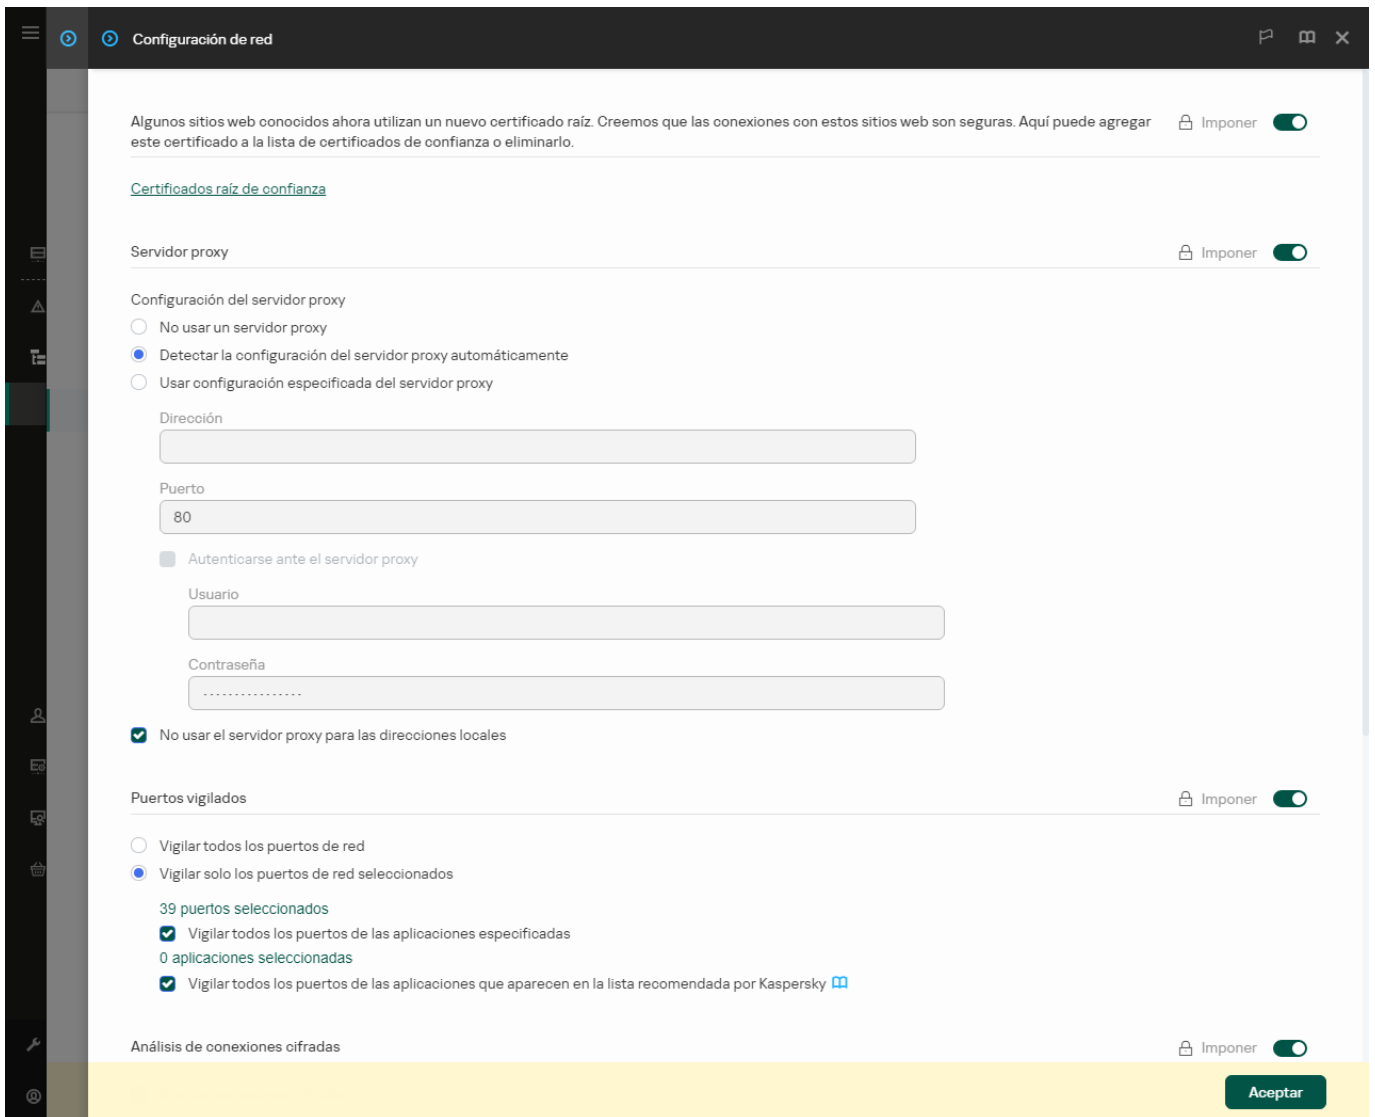 Configuración de red
Algunos sitios web conocidos ahora utilizan un nuevo certificado raíz. Creemos que las conexiones con estos sitios web son seguras. Aquí puede agregar
este certificado a la lista de certificados de confianza o eliminarlo.
Imponer
Certificados raíz de confianza
Servidor proxy
Imponer
Configuración del servidor proxy
No usar un servidor proxy
Detectar la configuración del servidor proxy automáticamente
Usar configuración especificada del servidor proxy
Dirección
Puerto
80
Autenticarse ante el servidor proxy
Usuario
Contraseña
No usar el servidor proxy para las direcciones locales
Puertos vigilados
Imponer
Vigilar todos los puertos de red
Vigilar solo los puertos de red seleccionados
39 puertos seleccionados
Vigilar todos los puertos de las aplicaciones especificadas
0 aplicaciones seleccionadas
Vigilar todos los puertos de las aplicaciones que aparecen en la lista recomendada por Kaspersky
Análisis de conexiones cifradas
Imponer
Aceptar